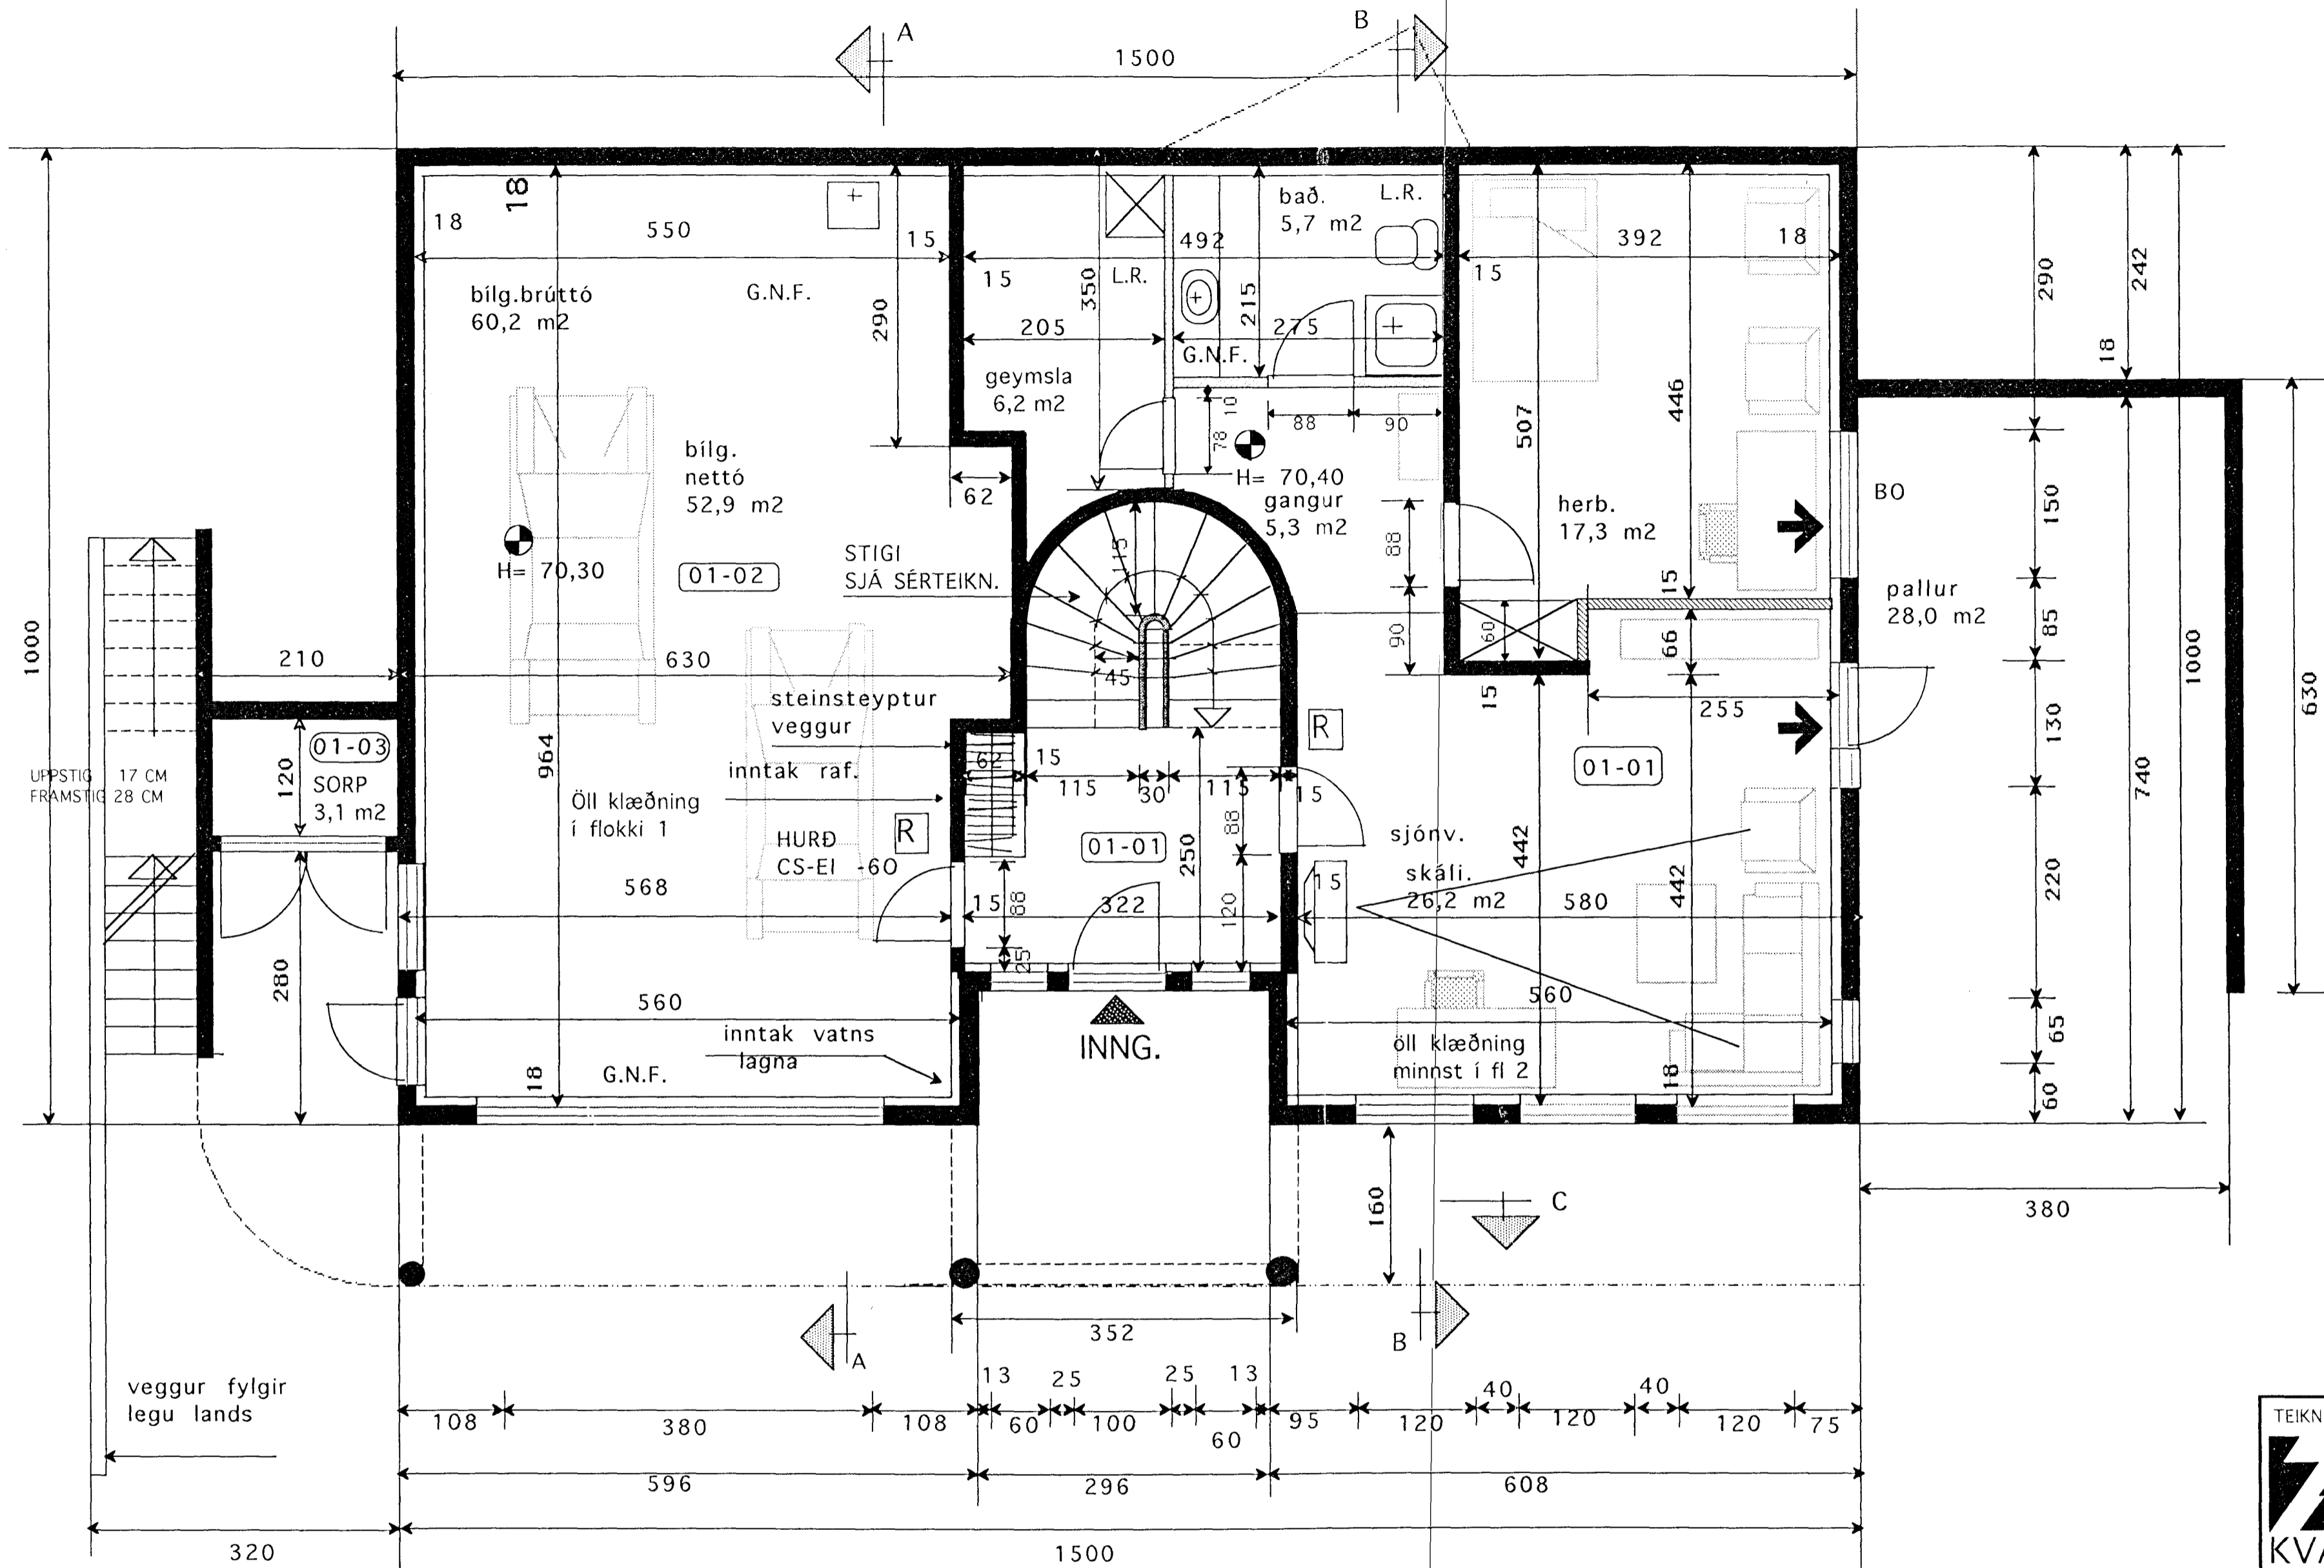 A
B
1500
18
18
550
15
492
bað.
5,7 m2
L.R.
392
18
15
15
bílg.brúttó
60,2 m2
G.N.F.
290
350
L.R.
215
205
275
G.N.F.
geymsla
6,2 m2
10
78
88
90
507
446
290
242
18
bílg.
nettó
52,9 m2
62
H= 70,40
gangur
5,3 m2
herb.
17,3 m2
BO
150
H= 70,30
01-02
STIGI
SJÁ SÉRTEIKN.
115
88
90
60
15
66
pallur
28,0 m2
85
1000
210
630
45
steinsteyptur
veggur
R
15
255
130
1000
630
740
UPPSTIG 17 CM
FRAMSTIG 28 CM
120
01-03
SORP
3,1 m2
964
inntak raf.
62
15
115
30
115
15
01-01
Öll klæðning
í flokki 1
HURÐ
CS-EI -60
R
01-01
250
88
sjónv.
skáli.
26,2 m2
442
442
220
568
15
88
322
120
15
580
280
25
560
560
65
inntak vatns
lagna
INNG.
öll klæðning
minnst í fl 2
18
G.N.F.
18
60
160
C
380
352
A
B
veggur fylgir
legu lands
13
25
25
13
40
40
108
380
108
60
100
60
95
120
120
120
75
596
296
608
320
1500
TEIKN
KVA